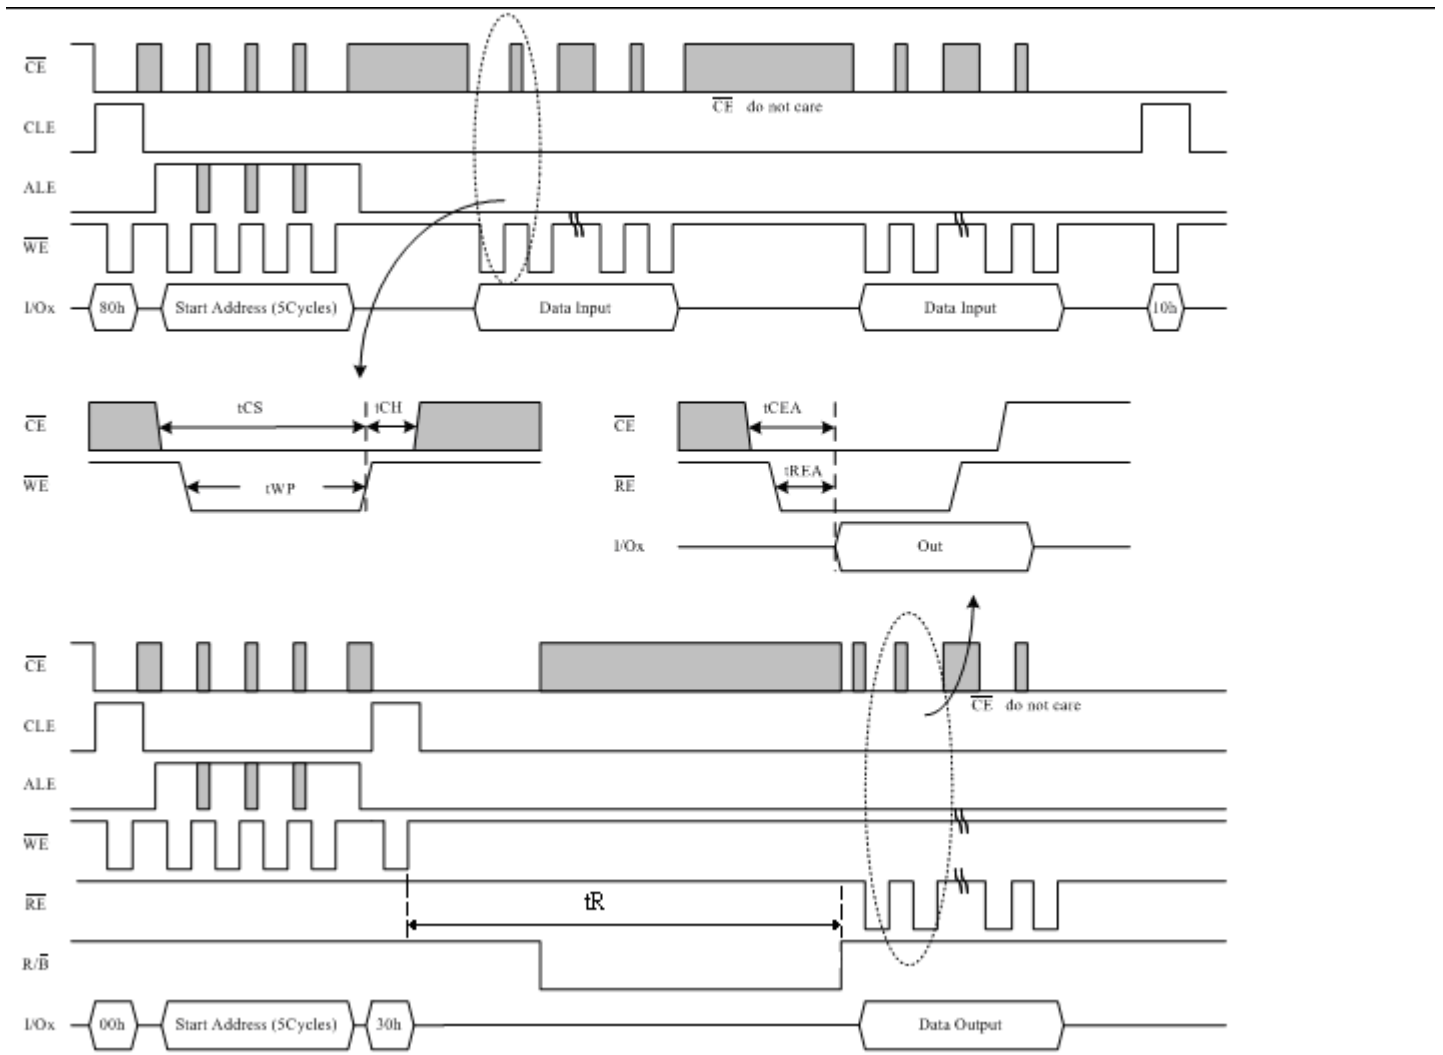 CE
CE do not care
CLE
ALE
WE
I/Ox 80h Start Address (5Cycles) Data Input Data Input 10h
CE tCS tCH
WE tWP
CE tCEA
RE tREA
I/Ox Out
CE
CE do not care
CLE
ALE
WE
RE tR
R/B
I/Ox 00h Start Address (5Cycles) 30h Data Output